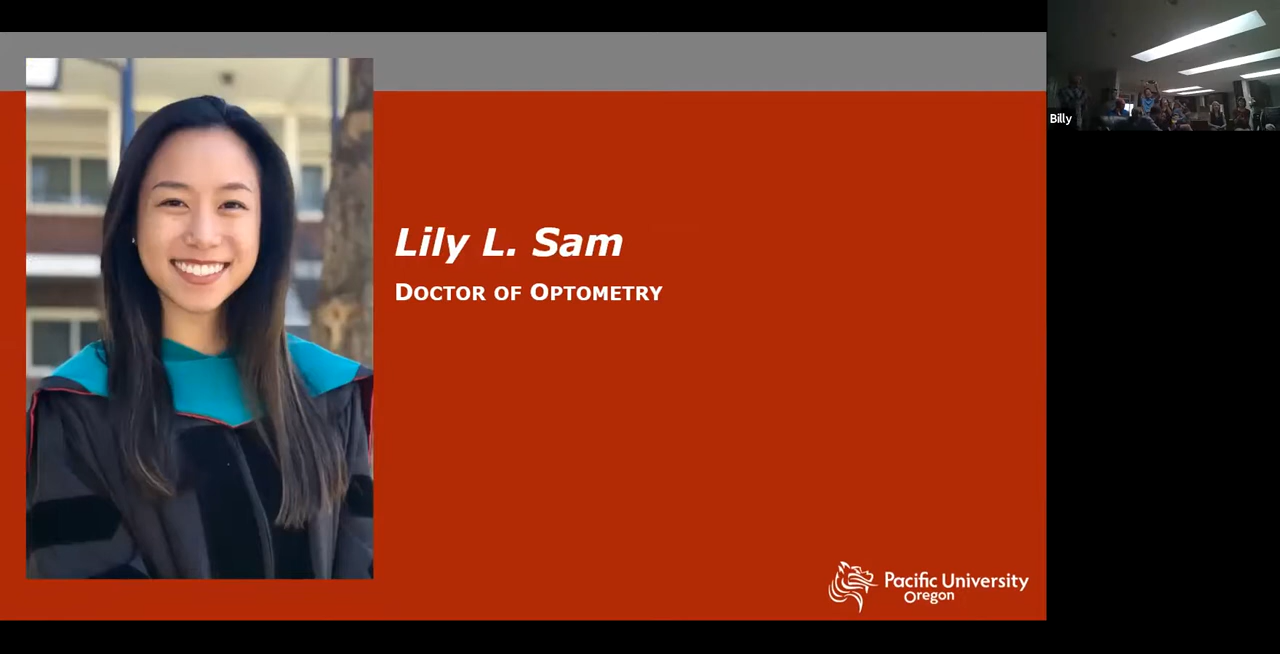 Lily L. Sam
Doctor of Optometry
Pacific University
Oregon
Billy